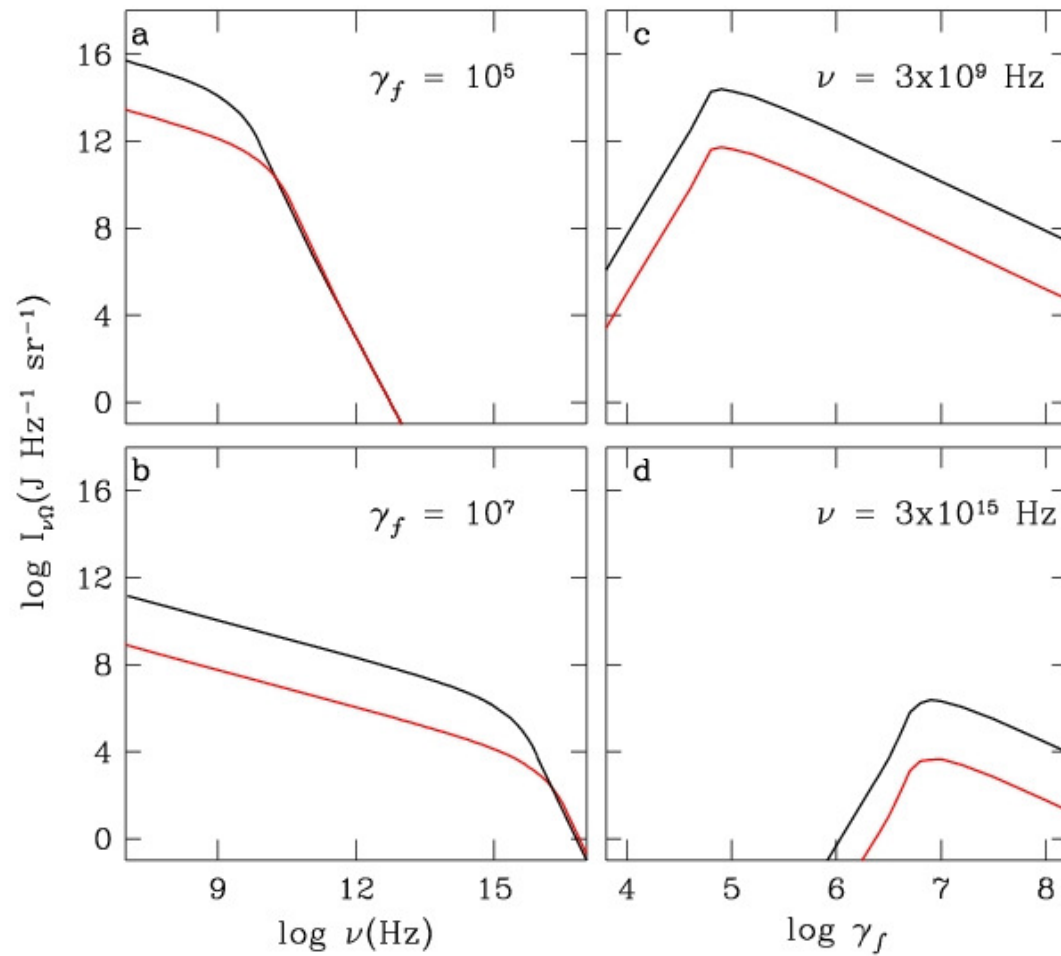 a
γf = 10⁵
16
12
8
4
0
c
ν = 3x10⁹ Hz
b
γf = 10⁷
16
12
8
4
0
d
ν = 3x10¹⁵ Hz
log IνΩ(J Hz⁻¹ sr⁻¹)
9 12 15
log ν(Hz)
4 5 6 7 8
log γf